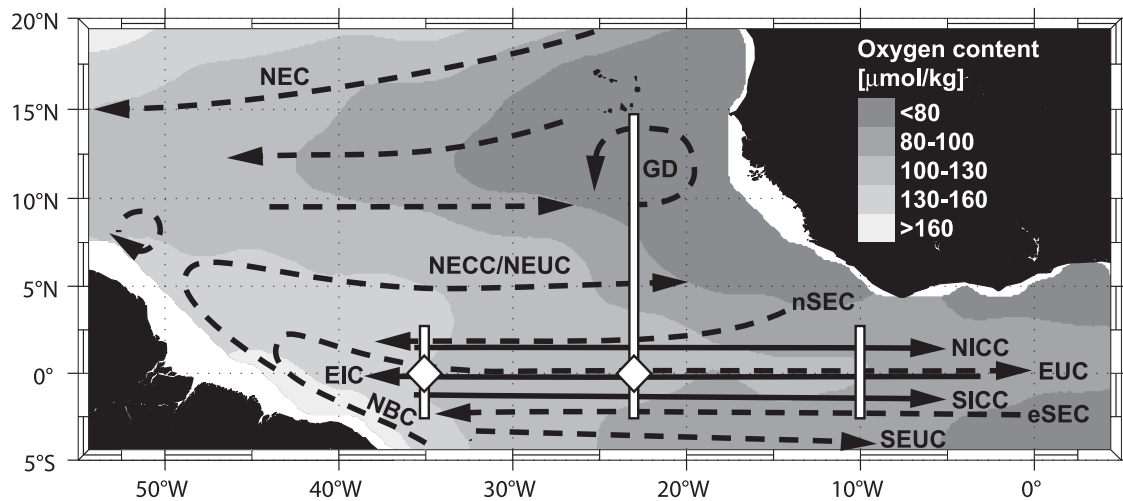 20°N
15°N
10°N
5°N
0°
5°S
Oxygen content
[µmol/kg]
<80
80-100
100-130
130-160
>160
NEC
GD
NECC/NEUC
nSEC
NICC
EIC
EUC
SICC
NBC
eSEC
SEUC
50°W
40°W
30°W
20°W
10°W
0°